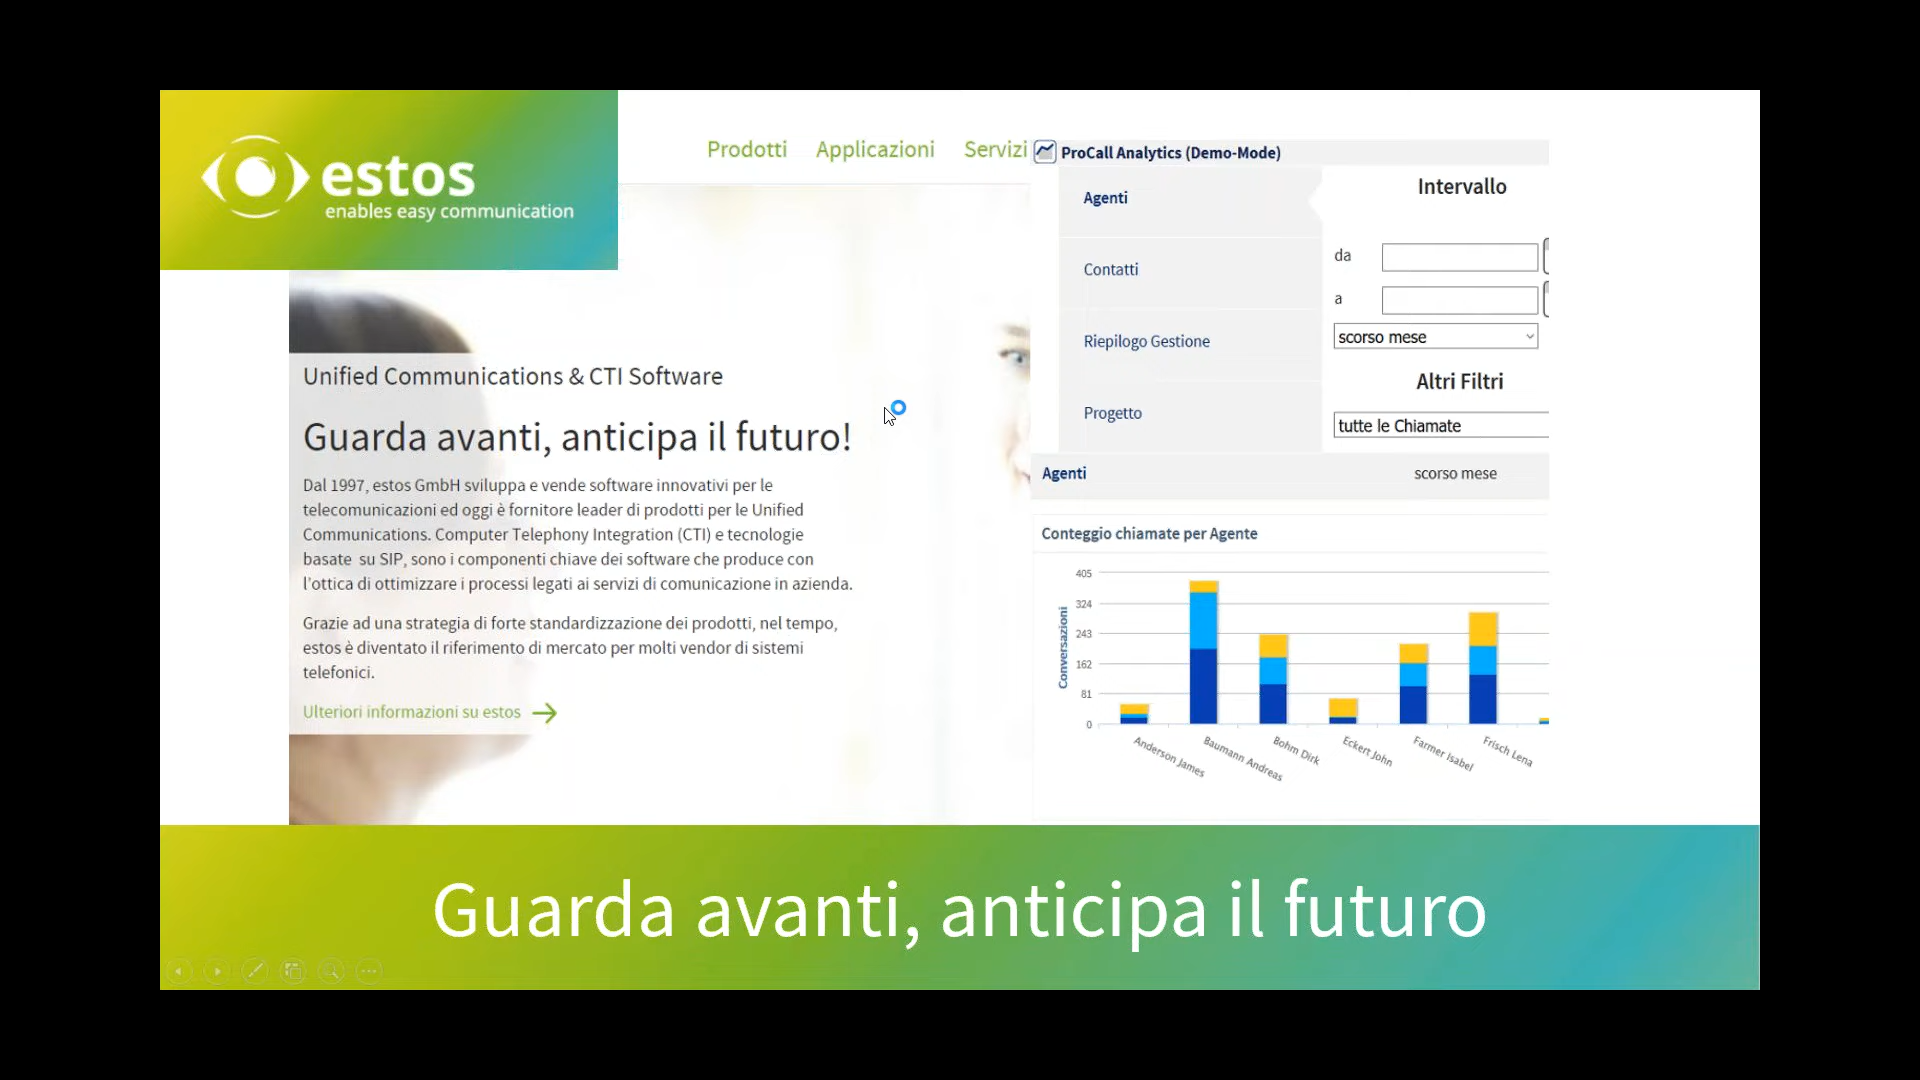 estos
enables easy communication
Prodotti Applicazioni Servizi
Unified Communications & CTI Software
Guarda avanti, anticipa il futuro!
Dal 1997, estos GmbH sviluppa e vende software innovativi per le
telecomunicazioni ed oggi è fornitore leader di prodotti per le Unified
Communications. Computer Telephony Integration (CTI) e tecnologie
basate su SIP, sono i componenti chiave dei software che produce con
l'ottica di ottimizzare i processi legati ai servizi di comunicazione in azienda.
Grazie ad una strategia di forte standardizzazione dei prodotti, nel tempo,
estos è diventato il riferimento di mercato per molti vendor di sistemi
telefonici.
Ulteriori informazioni su estos
ProCall Analytics (Demo-Mode)
Agenti
Contatti
Riepilogo Gestione
Progetto
Intervallo
da
a
scorso mese
Altri Filtri
tutte le Chiamate
Agenti scorso mese
Conteggio chiamate per Agente
Conversazioni
405
324
243
162
81
0
Anderson James
Baumann Andreas
Bohm Dirk
Eckert John
Farmer Isabel
Frisch Lena
Guarda avanti, anticipa il futuro